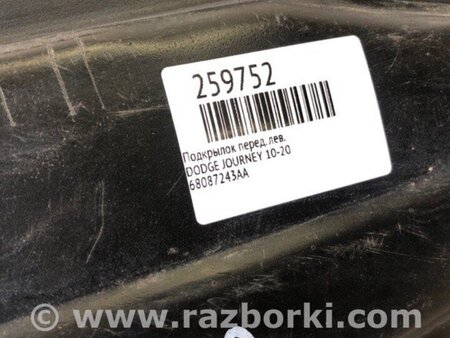 259752
Подкрылок перед.лев.
DODGE JOURNEY 10-20
68087243AA
www.razborki.com